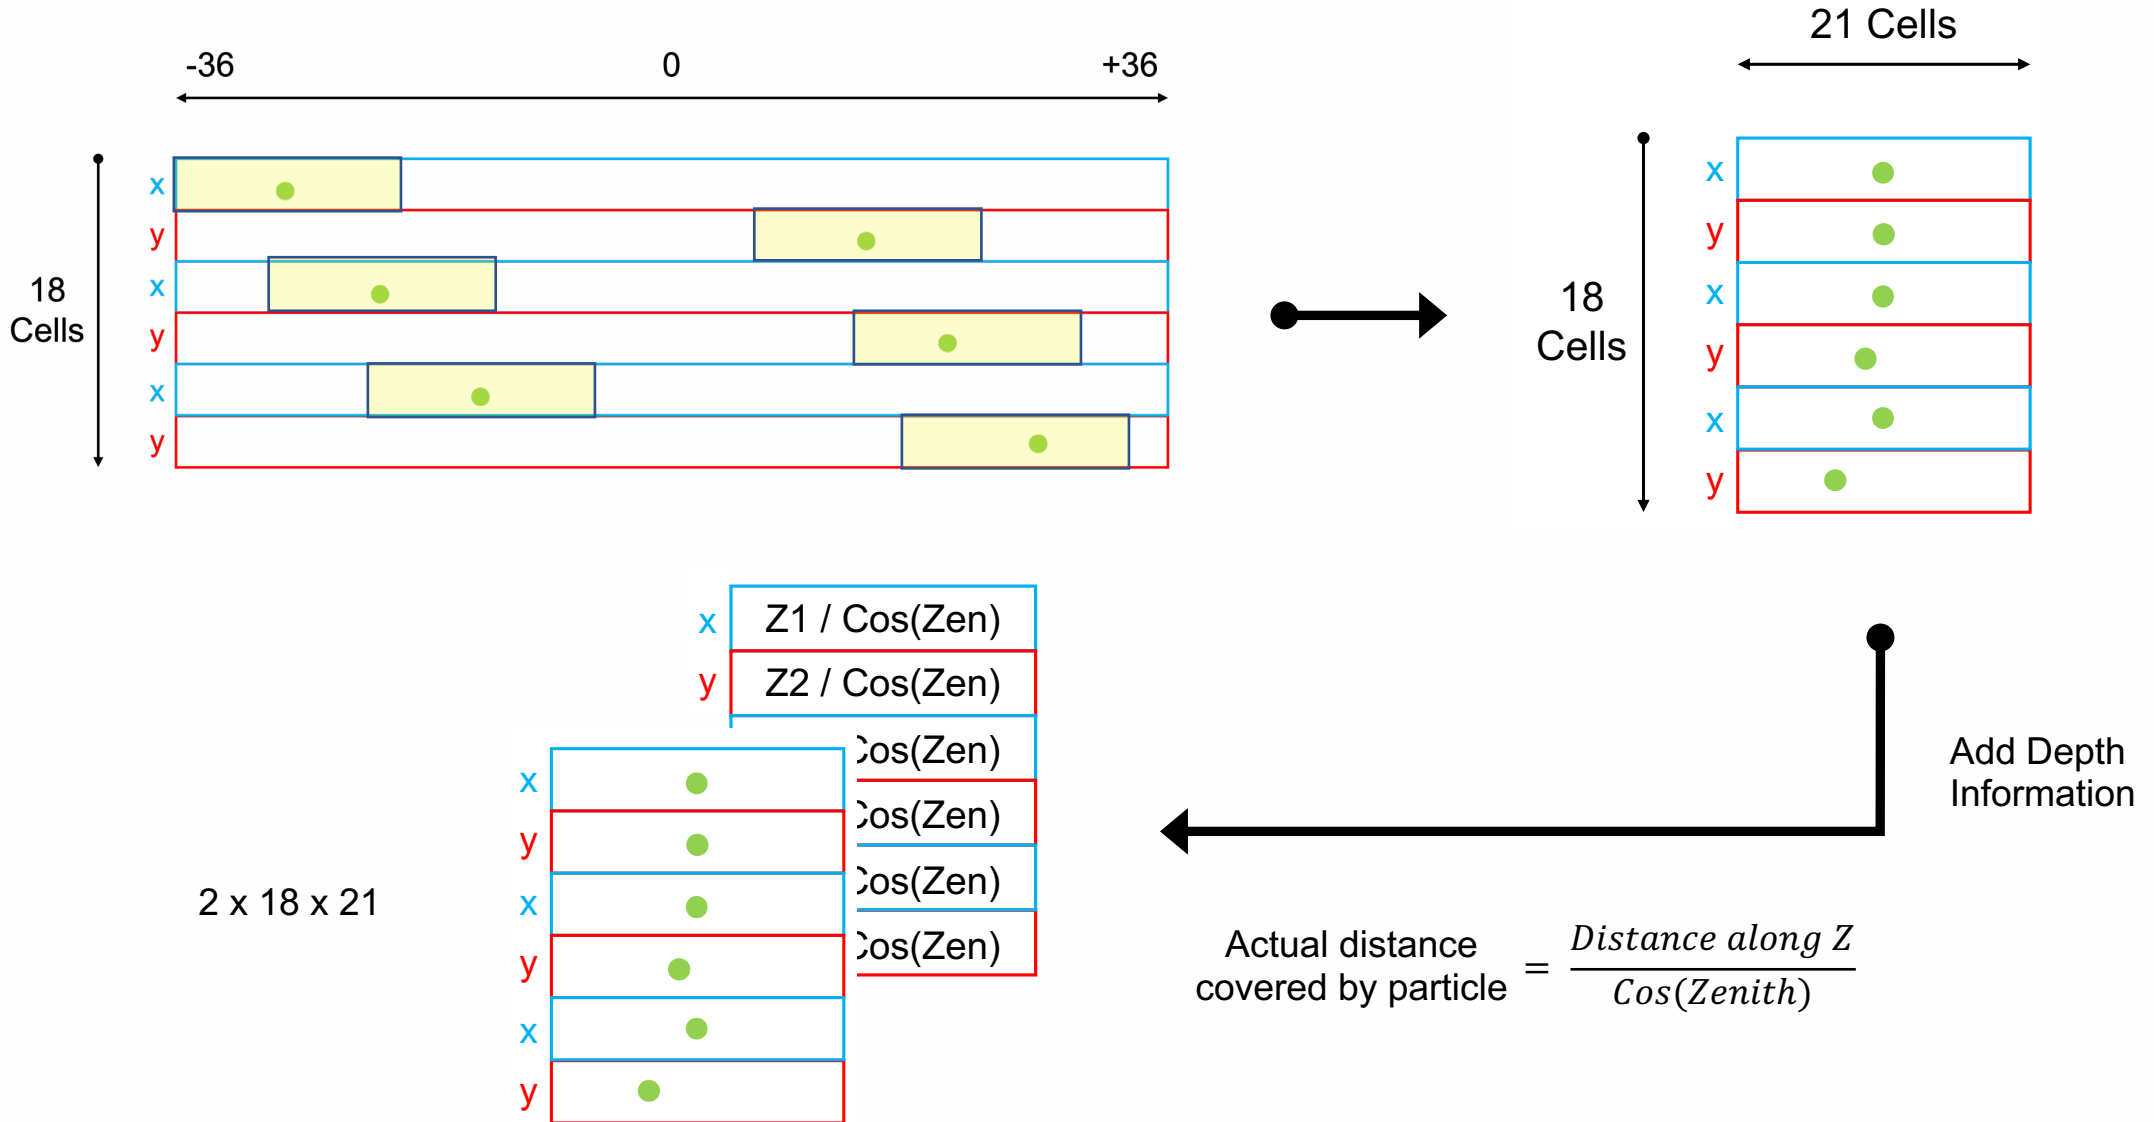 -36 0 +36
21 Cells
x
y
x
y
x
y
18
Cells
x
y
x
y
x
y
18
Cells
x Z1 / Cos(Zen)
y Z2 / Cos(Zen)
Cos(Zen)
Cos(Zen)
Cos(Zen)
Cos(Zen)
x
y
x
y
x
y
2 x 18 x 21
Add Depth
Information
Actual distance
covered by particle = Distance along Z
Cos(Zenith)